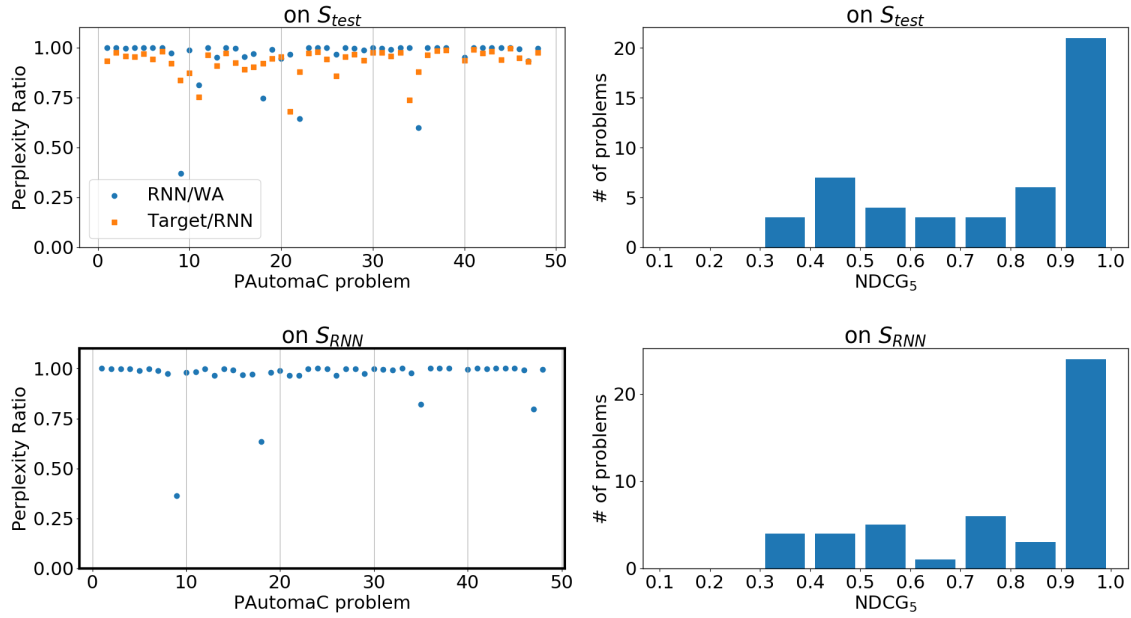 on S_test
1.00
0.75
0.50
0.25
0.00
Perplexity Ratio
RNN/WA
Target/RNN
0 10 20 30 40 50
PAutomaC problem
on S_test
20
15
10
5
0
# of problems
0.1 0.2 0.3 0.4 0.5 0.6 0.7 0.8 0.9 1.0
NDCG₅
on S_RNN
1.00
0.75
0.50
0.25
0.00
Perplexity Ratio
0 10 20 30 40 50
PAutomaC problem
on S_RNN
20
10
0
# of problems
0.1 0.2 0.3 0.4 0.5 0.6 0.7 0.8 0.9 1.0
NDCG₅